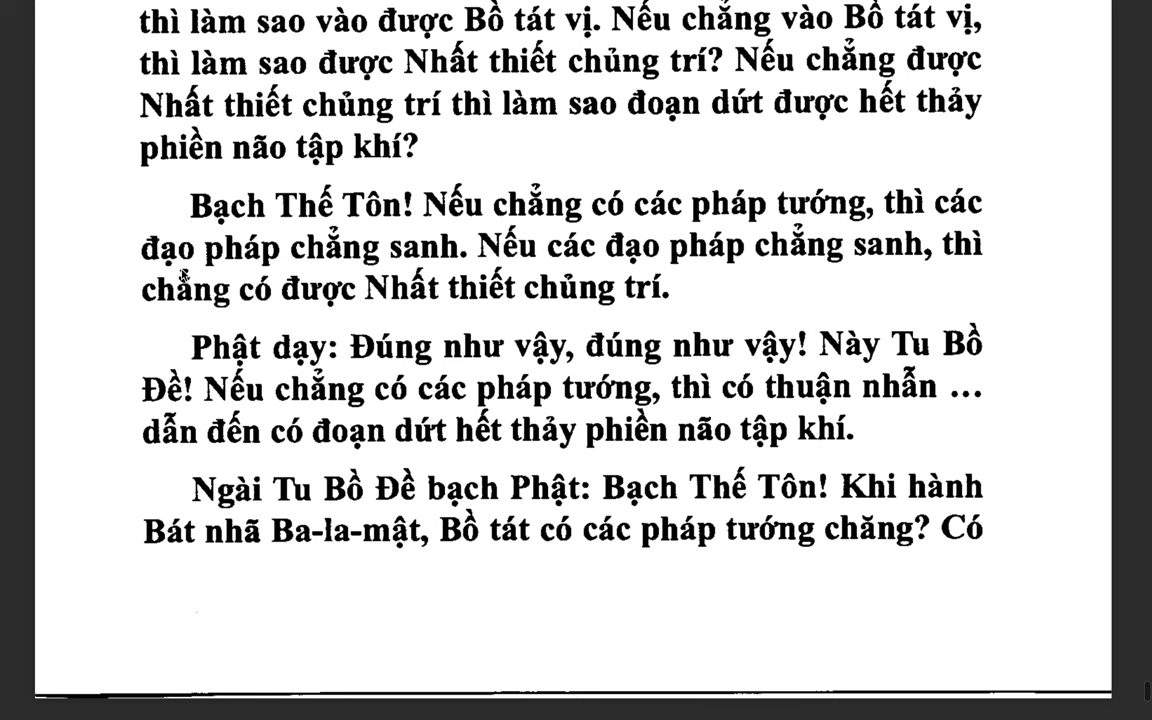 thì làm sao vào được Bồ tát vị. Nếu chẳng vào Bồ tát vị,
thì làm sao được Nhất thiết chủng trí? Nếu chẳng được
Nhất thiết chủng trí thì làm sao đoạn dứt được hết thảy
phiền não tập khí?
Bạch Thế Tôn! Nếu chẳng có các pháp tướng, thì các
đạo pháp chẳng sanh. Nếu các đạo pháp chẳng sanh, thì
chẳng có được Nhất thiết chủng trí.
Phật dạy: Đúng như vậy, đúng như vậy! Này Tu Bồ
Đề! Nếu chẳng có các pháp tướng, thì có thuận nhẫn ...
dẫn đến có đoạn dứt hết thảy phiền não tập khí.
Ngài Tu Bồ Đề bạch Phật: Bạch Thế Tôn! Khi hành
Bát nhã Ba-la-mật, Bồ tát có các pháp tướng chăng? Có